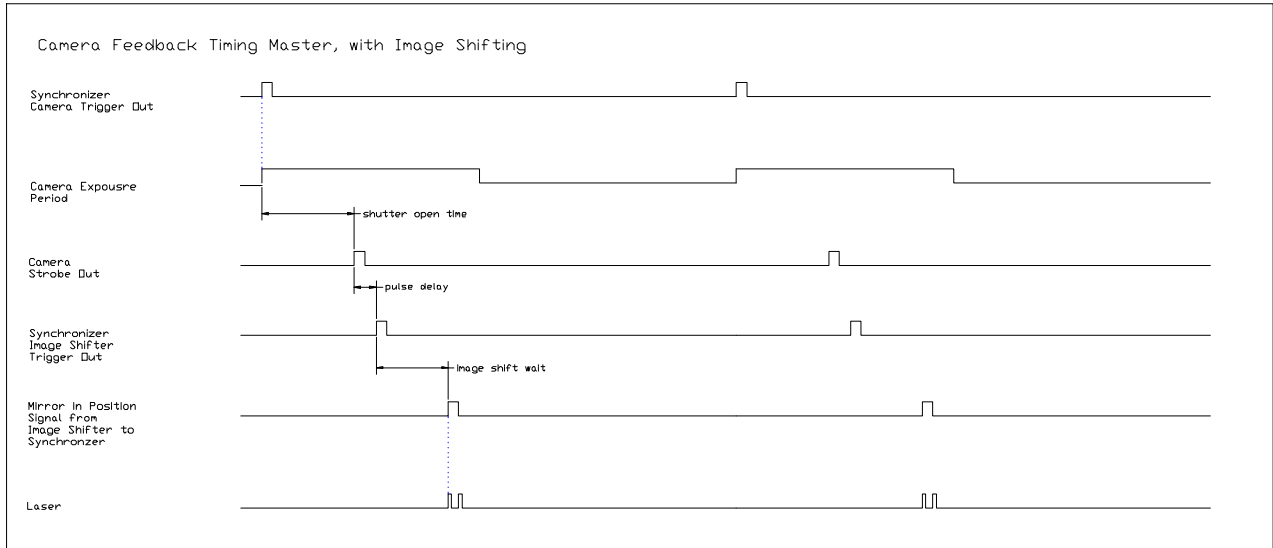 Camera Feedback Timing Master, with Image Shifting
Synchronizer
Camera Trigger Out
Camera Expousre
Period
shutter open time
Camera
Strobe Out
pulse delay
Synchronizer
Image Shifter
Trigger Out
image shift wait
Mirror in Position
Signal from
Image Shifter to
Synchronzer
Laser